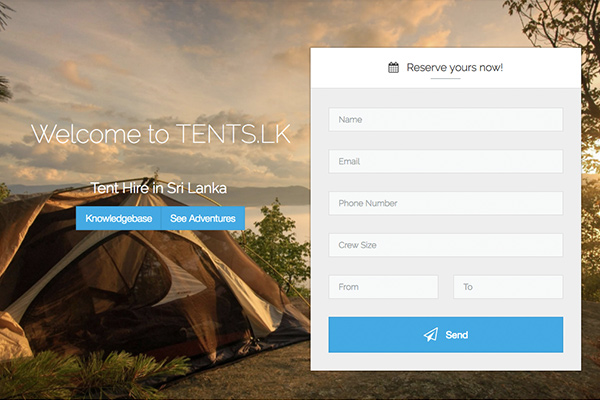 Welcome to TENTS.LK
Tent Hire in Sri Lanka
Knowledgebase
See Adventures
Reserve yours now!
Name
Email
Phone Number
Crew Size
From
To
Send